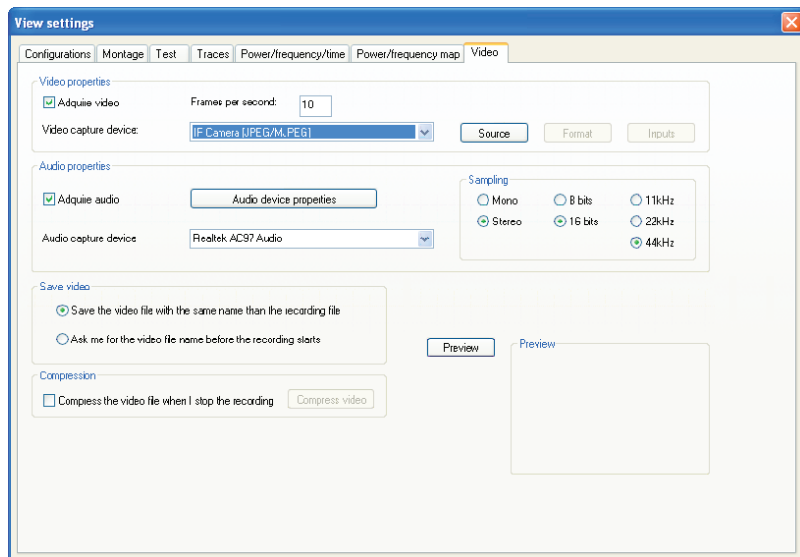 View settings
Configurations Montage Test Traces Power/frequency/time Power/frequency map Video
Video properties
Adquire video Frames per second: 10
Video capture device: IF Camera [JPEG/MJPEG] Source Format Inputs
Audio properties
Adquire audio Audio device properties
Audio capture device Realtek AC97 Audio
Sampling
Mono 8 bits 11kHz
Stereo 16 bits 22kHz
44kHz
Save video
Save the video file with the same name than the recording file
Ask me for the video file name before the recording starts
Preview
Preview
Compression
Compress the video file when I stop the recording Compress video